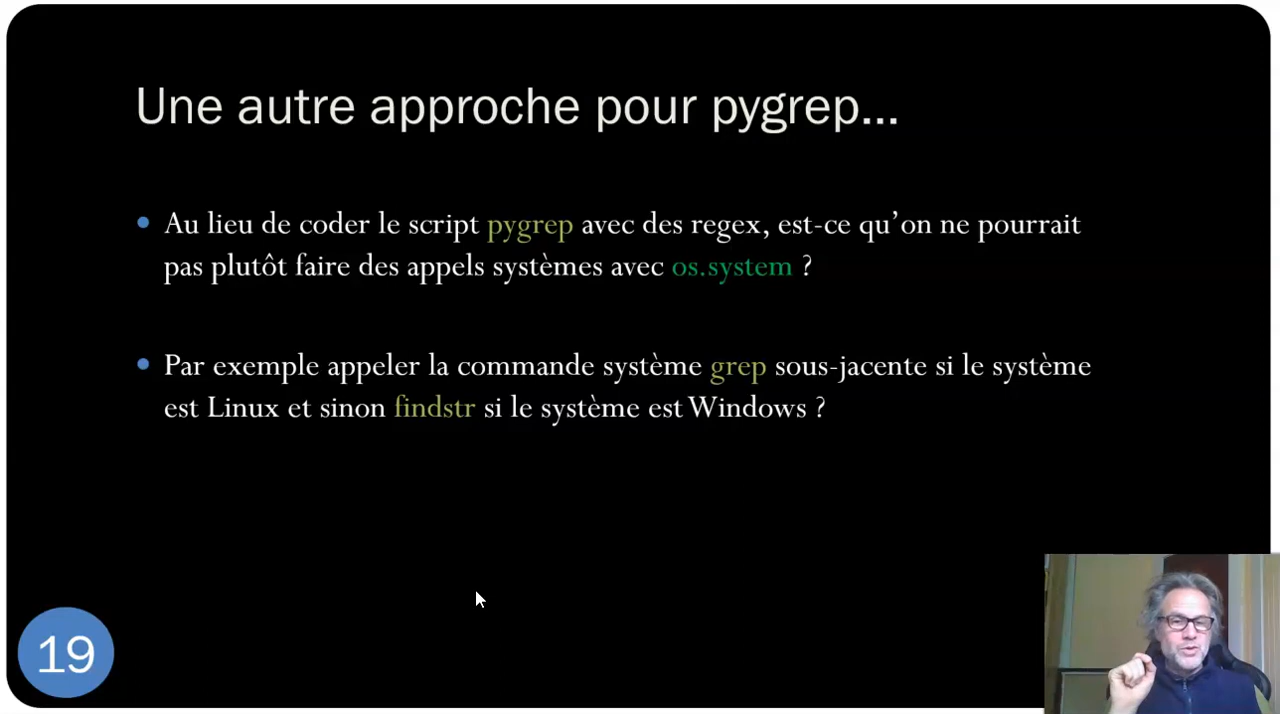 Une autre approche pour pygrep...
Au lieu de coder le script pygrep avec des regex, est-ce qu’on ne pourrait
pas plutôt faire des appels systèmes avec os.system ?
Par exemple appeler la commande système grep sous-jacente si le système
est Linux et sinon findstr si le système est Windows ?
19